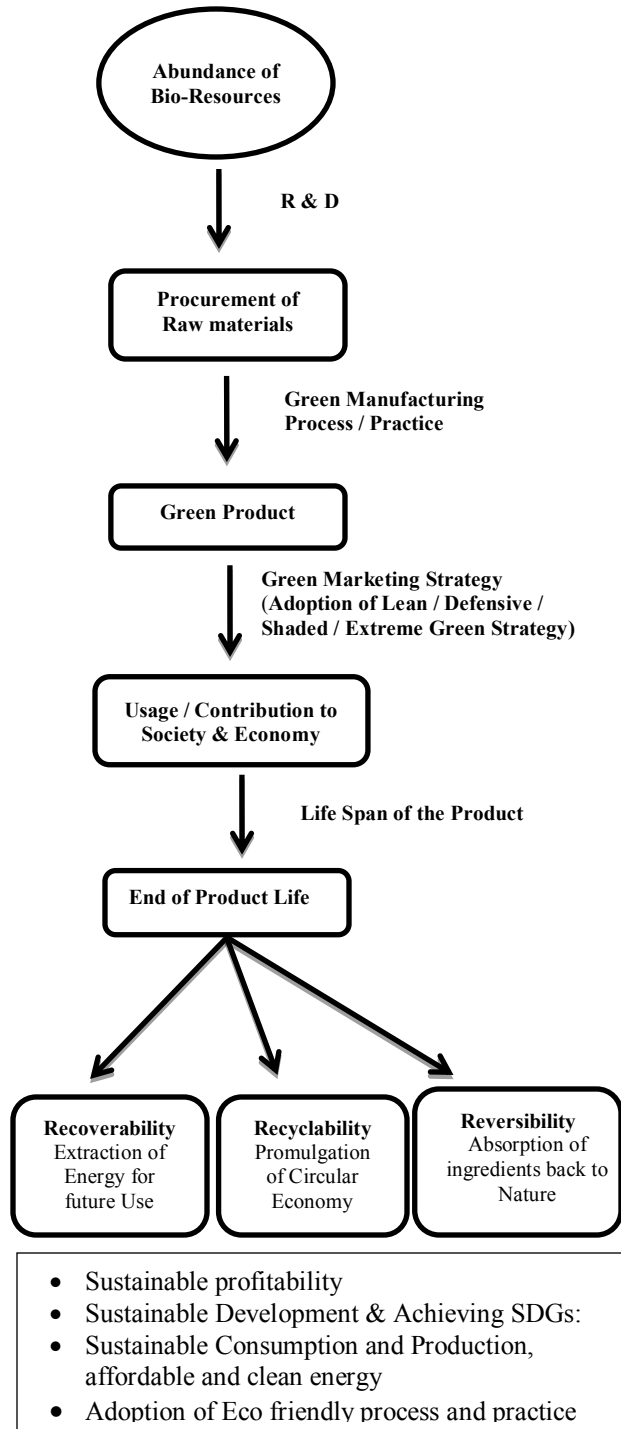 Abundance of
Bio-Resources
R & D
Procurement of
Raw materials
Green Manufacturing
Process / Practice
Green Product
Green Marketing Strategy
(Adoption of Lean / Defensive /
Shaded / Extreme Green Strategy)
Usage / Contribution to
Society & Economy
Life Span of the Product
End of Product Life
Recoverability
Extraction of
Energy for
future Use
Recyclability
Promulgation
of Circular
Economy
Reversibility
Absorption of
ingredients back to
Nature
• Sustainable profitability
• Sustainable Development & Achieving SDGs:
• Sustainable Consumption and Production,
affordable and clean energy
• Adoption of Eco friendly process and practice